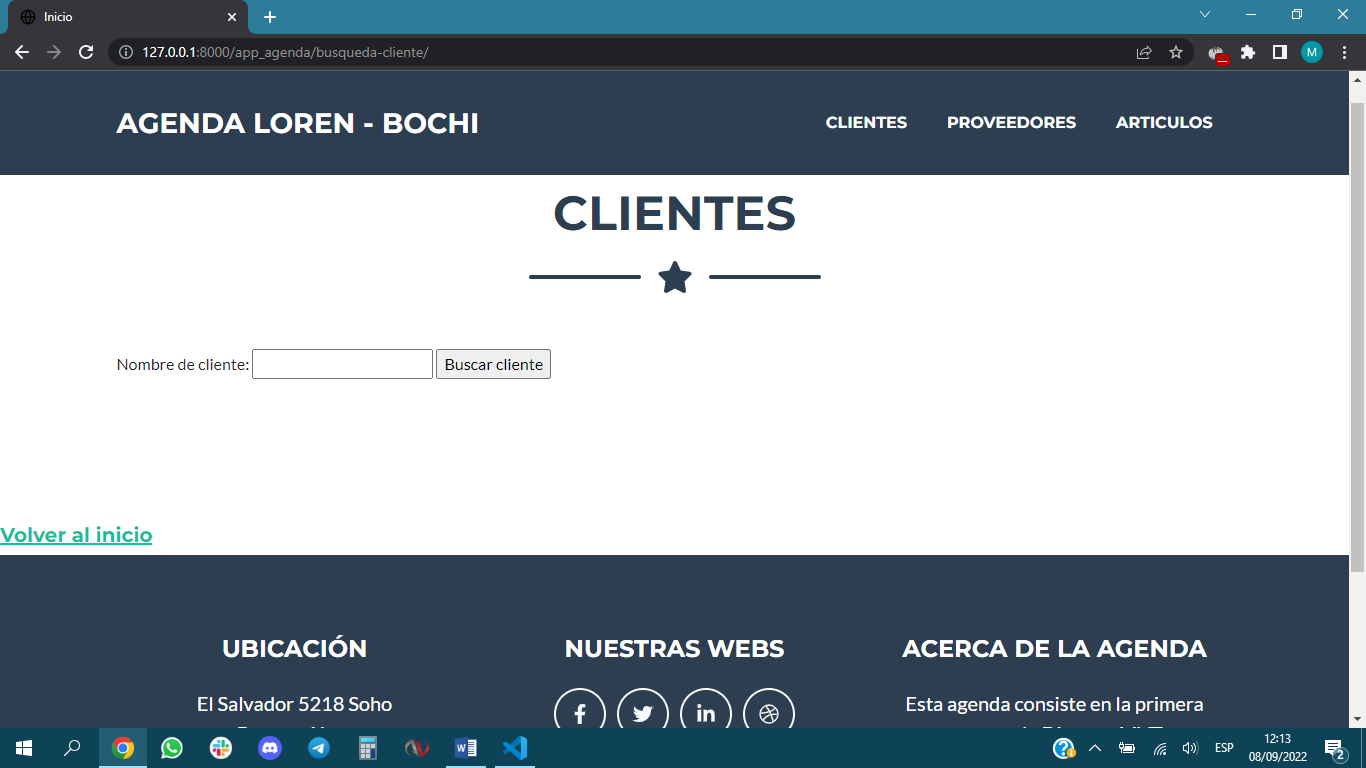 Inicio
127.0.0.1:8000/app_agenda/busqueda-cliente/
M
AGENDA LOREN - BOCHI
CLIENTES PROVEEDORES ARTICULOS
CLIENTES
Nombre de cliente: Buscar cliente
Volver al inicio
UBICACIÓN NUESTRAS WEBS ACERCA DE LA AGENDA
El Salvador 5218 Soho
Esta agenda consiste en la primera
ESP
12:13
08/09/2022
2